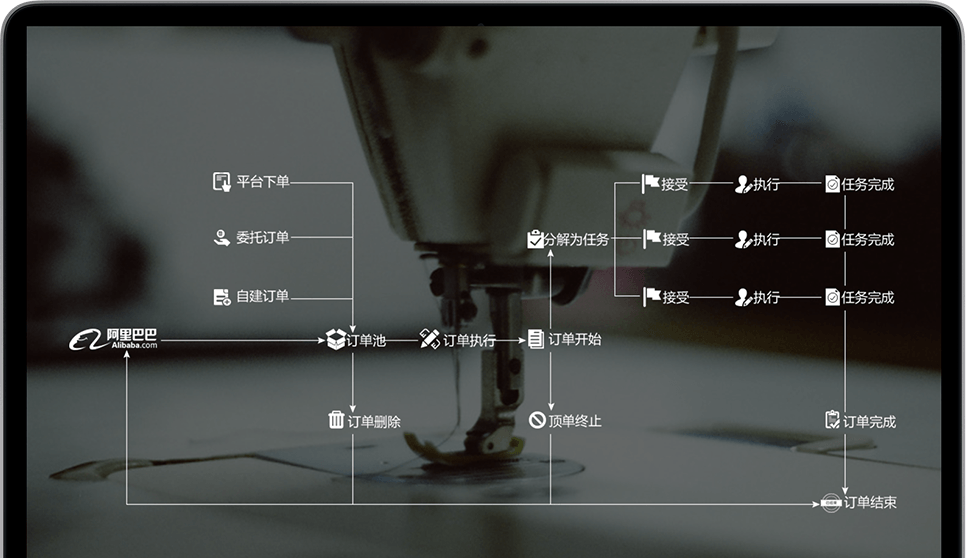 平台下单
委托订单
自建订单
阿里巴巴
Alibaba.com
订单池
订单执行
订单开始
分解为任务
接受
执行
任务完成
接受
执行
任务完成
接受
执行
任务完成
订单删除
顶单终止
订单完成
订单结束